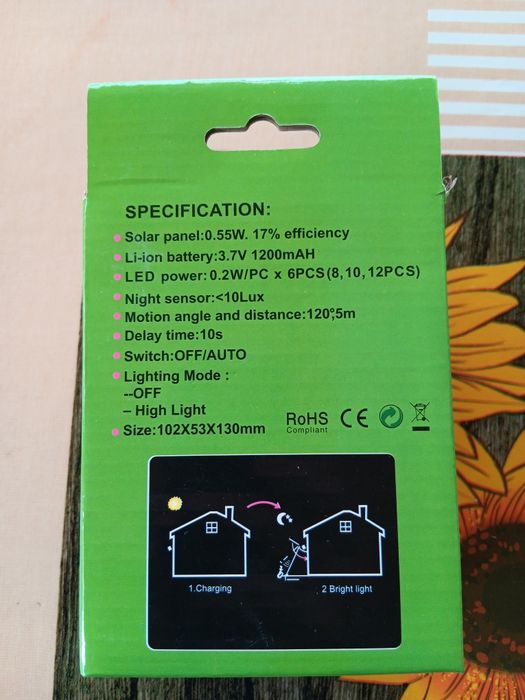 SPECIFICATION:
Solar panel:0.55W. 17% efficiency
Li-ion battery:3.7V 1200mAH
LED power:0.2W/PC x 6PCS(8,10,12PCS)
Night sensor:<10Lux
Motion angle and distance:120°,5m
Delay time:10s
Switch:OFF/AUTO
Lighting Mode :
--OFF
– High Light
Size:102X53X130mm
RoHS
Compliant
CE
1.Charging
2 Bright light